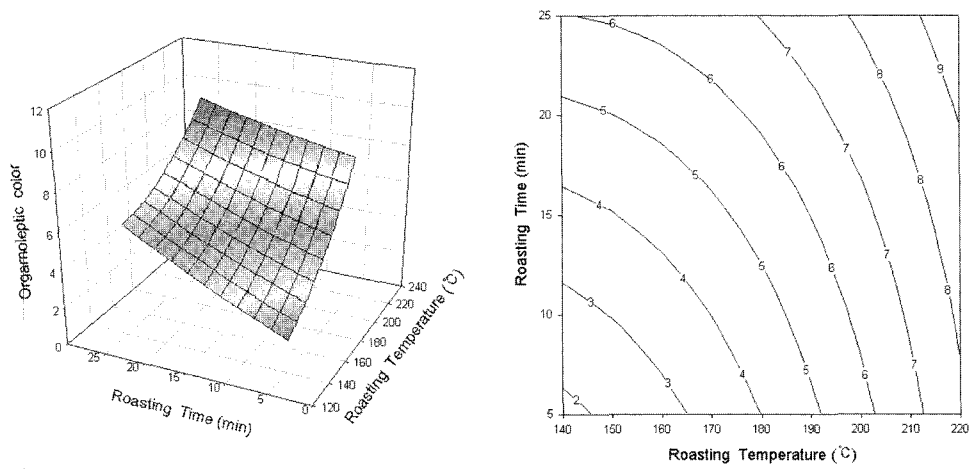 12
10
8
6
4
2
0
Orgarnoleptic color
25
20
15
10
5
0
Roasting Time (min)
120
140
160
180
200
220
240
Roasting Temperature (℃)
25
20
15
10
5
Roasting Time (min)
140 150 160 170 180 190 200 210 220
Roasting Temperature (℃)
6 7 8 9
5 6 7 8
4 5 6 7 8
3 4 5 6 7
2 3 4 5 6 7